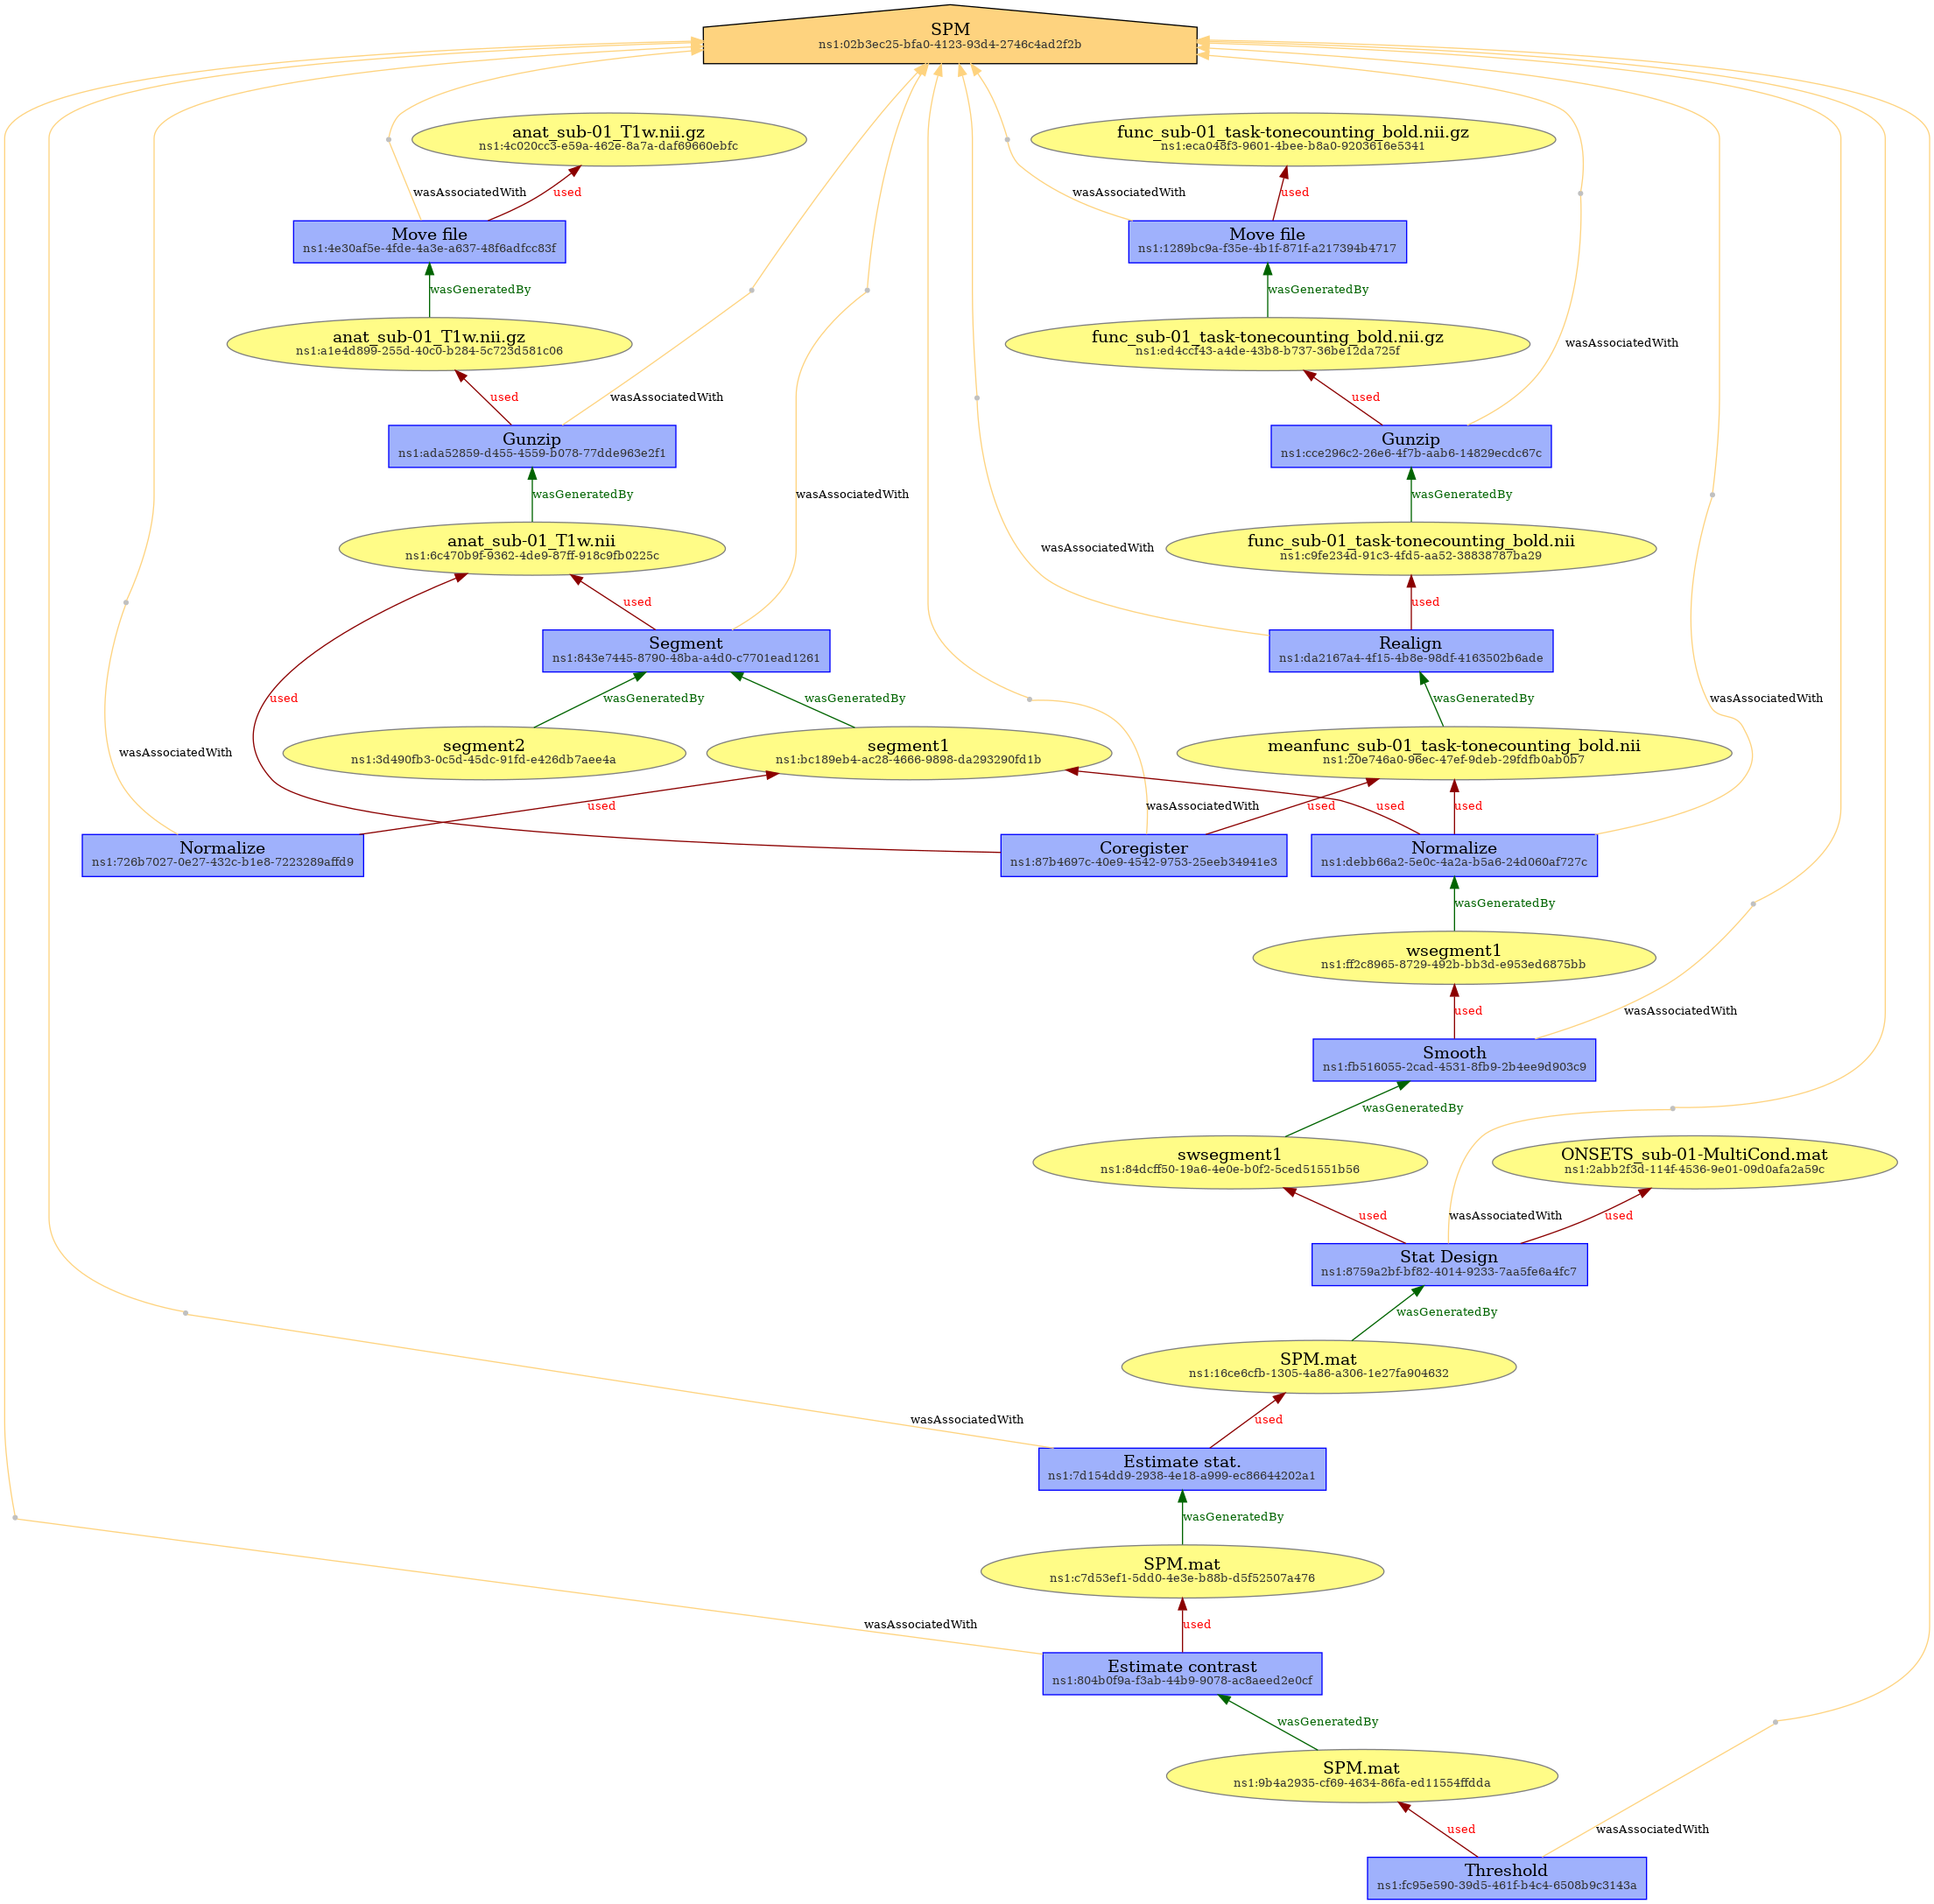 SPM
ns1:02b3ec25-bfa0-4123-93d4-2746c4ad2f2b
anat_sub-01_T1w.nii.gz
ns1:4c020cc3-e59a-462e-8a7a-daf69660ebfc
func_sub-01_task-tonecounting_bold.nii.gz
ns1:eca048f3-9601-4bee-b8a0-9203616e5341
wasAssociatedWith
used
wasAssociatedWith
used
Move file
ns1:4e30af5e-4fde-4a3e-a637-48f6adfcc83f
Move file
ns1:1289bc9a-f35e-4b1f-871f-a217394b4717
wasGeneratedBy
wasGeneratedBy
anat_sub-01_T1w.nii.gz
ns1:a1e4d899-255d-40c0-b284-5c723d581c06
func_sub-01_task-tonecounting_bold.nii.gz
ns1:ed4ccf43-a4de-43b8-b737-36be12da725f
wasAssociatedWith
used
wasAssociatedWith
used
Gunzip
ns1:ada52859-d455-4559-b078-77dde963e2f1
Gunzip
ns1:cce296c2-26e6-4f7b-aab6-14829ecdc67c
wasGeneratedBy
wasAssociatedWith
wasGeneratedBy
anat_sub-01_T1w.nii
ns1:6c470b9f-9362-4de9-87ff-918c9fb0225c
wasAssociatedWith
func_sub-01_task-tonecounting_bold.nii
ns1:c9fe234d-91c3-4fd5-aa52-38838787ba29
used
used
Segment
ns1:843e7445-8790-48ba-a4d0-c7701ead1261
Realign
ns1:da2167a4-4f15-4b8e-98df-4163502b6ade
used
wasGeneratedBy
wasGeneratedBy
wasGeneratedBy
wasAssociatedWith
wasAssociatedWith
segment2
ns1:3d490fb3-0c5d-45dc-91fd-e426db7aee4a
segment1
ns1:bc189eb4-ac28-4666-9898-da293290fd1b
meanfunc_sub-01_task-tonecounting_bold.nii
ns1:20e746a0-96ec-47ef-9deb-29fdfb0ab0b7
used
wasAssociatedWith
used
used
used
Normalize
ns1:726b7027-0e27-432c-b1e8-7223289affd9
Coregister
ns1:87b4697c-40e9-4542-9753-25eeb34941e3
Normalize
ns1:debb66a2-5e0c-4a2a-b5a6-24d060af727c
wasGeneratedBy
wsegment1
ns1:ff2c8965-8729-492b-bb3d-e953ed6875bb
used
wasAssociatedWith
Smooth
ns1:fb516055-2cad-4531-8fb9-2b4ee9d903c9
wasGeneratedBy
swsegment1
ns1:84dcff50-19a6-4e0e-b0f2-5ced51551b56
ONSETS_sub-01-MultiCond.mat
ns1:2abb2f3d-114f-4536-9e01-09d0afa2a59c
used
wasAssociatedWith
used
Stat Design
ns1:8759a2bf-bf82-4014-9233-7aa5fe6a4fc7
wasGeneratedBy
SPM.mat
ns1:16ce6cfb-1305-4a86-a306-1e27fa904632
wasAssociatedWith
used
Estimate stat.
ns1:7d154dd9-2938-4e18-a999-ec86644202a1
wasGeneratedBy
SPM.mat
ns1:c7d53ef1-5dd0-4e3e-b88b-d5f52507a476
wasAssociatedWith
used
Estimate contrast
ns1:804b0f9a-f3ab-44b9-9078-ac8aeed2e0cf
wasGeneratedBy
SPM.mat
ns1:9b4a2935-cf69-4634-86fa-ed11554ffdda
used
wasAssociatedWith
Threshold
ns1:fc95e590-39d5-461f-b4c4-6508b9c3143a